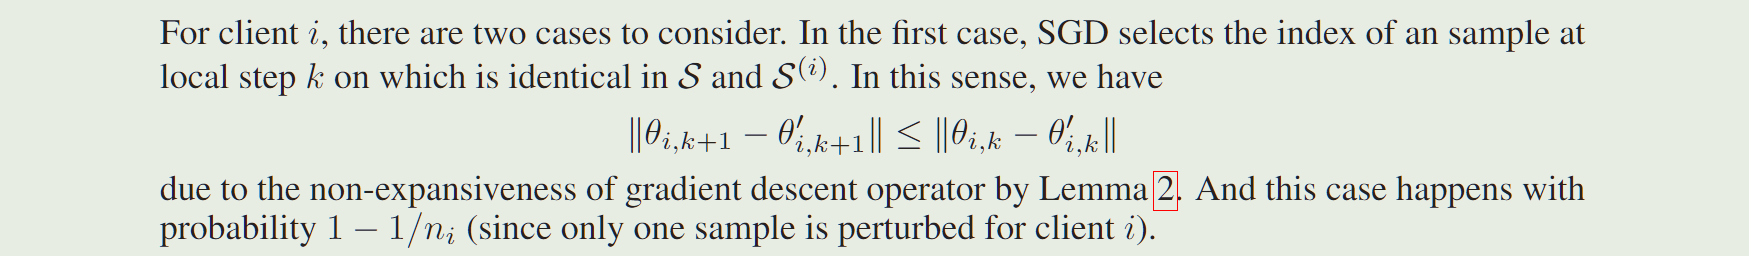 For client i, there are two cases to consider. In the first case, SGD selects the index of an sample at
local step k on which is identical in 𝒮 and 𝒮⁽ⁱ⁾. In this sense, we have
‖θ_{i,k+1} − θ′_{i,k+1}‖ ≤ ‖θ_{i,k} − θ′_{i,k}‖
due to the non-expansiveness of gradient descent operator by Lemma 2. And this case happens with
probability 1 − 1/n_i (since only one sample is perturbed for client i).